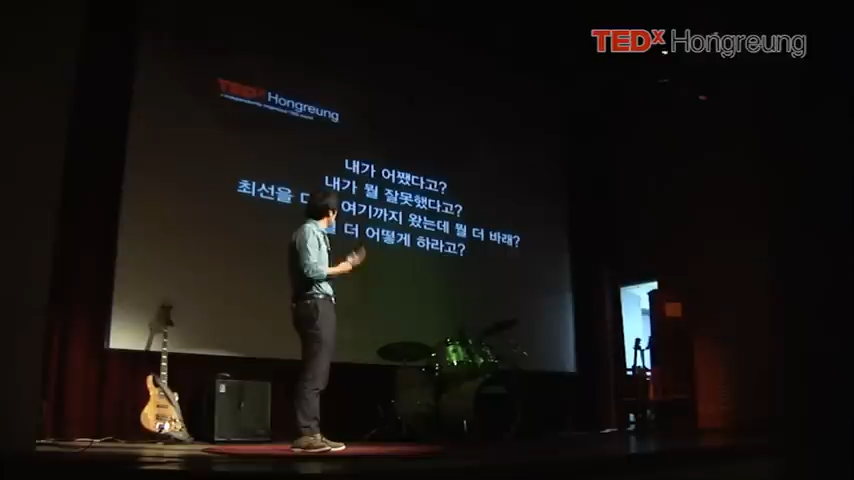 TEDx Hongreung
TEDx Hongreung
내가 어쨌다고?
내가 뭘 잘못했다고?
최선을 여기까지 왔는데 뭘 더 바래?
더 어떻게 하라고?